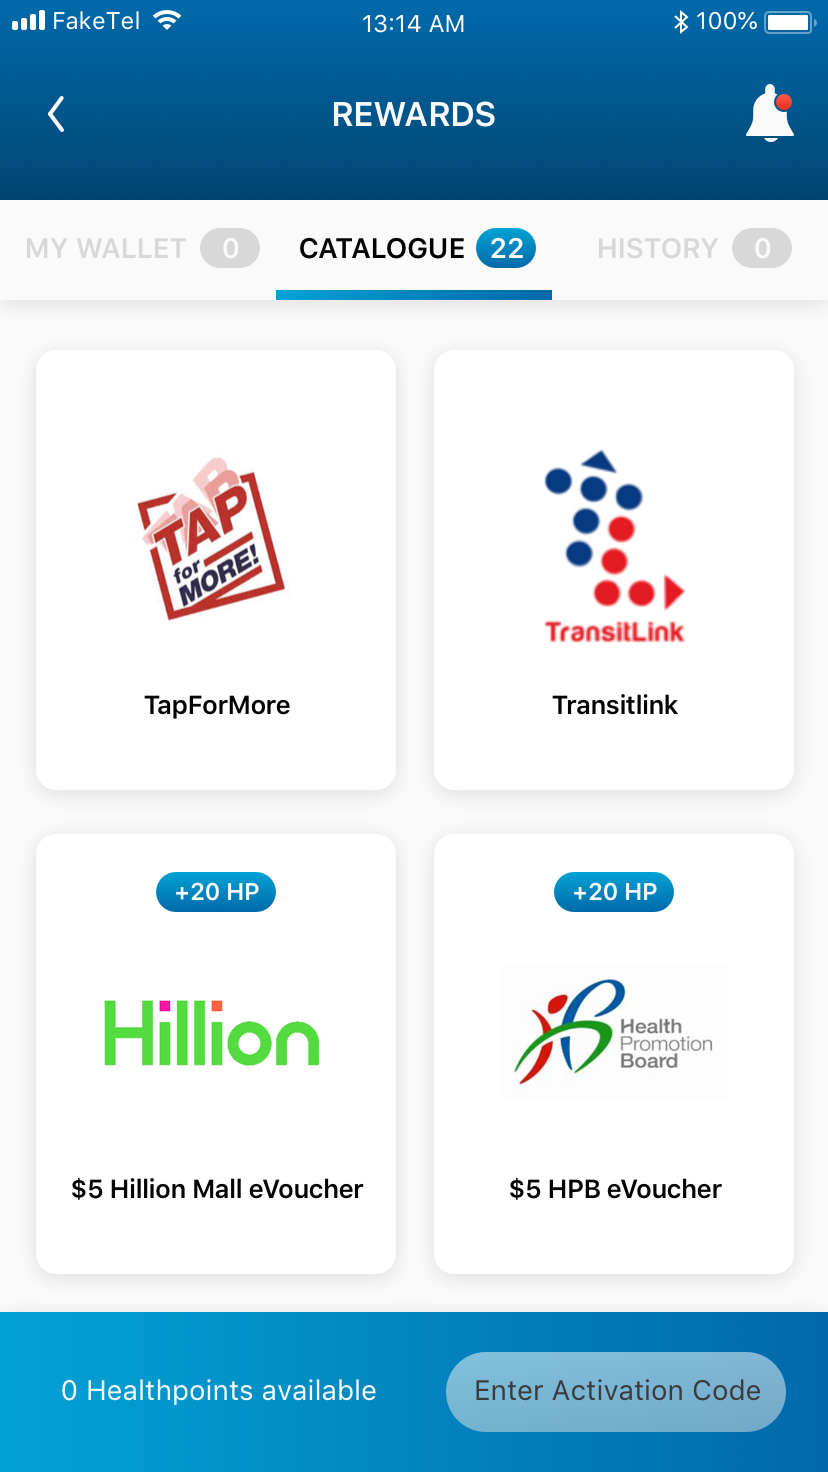 FakeTel
13:14 AM
100%
REWARDS
MY WALLET 0
CATALOGUE 22
HISTORY 0
TAP
for
MORE!
TransitLink
TapForMore
Transitlink
+20 HP
+20 HP
Hillion
Health
Promotion
Board
$5 Hillion Mall eVoucher
$5 HPB eVoucher
0 Healthpoints available
Enter Activation Code